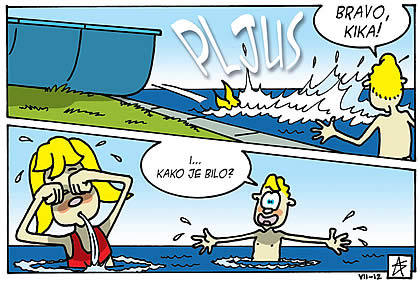 PLJUS
BRAVO,
KIKA!
I...
KAKO JE BILO?
VII-12